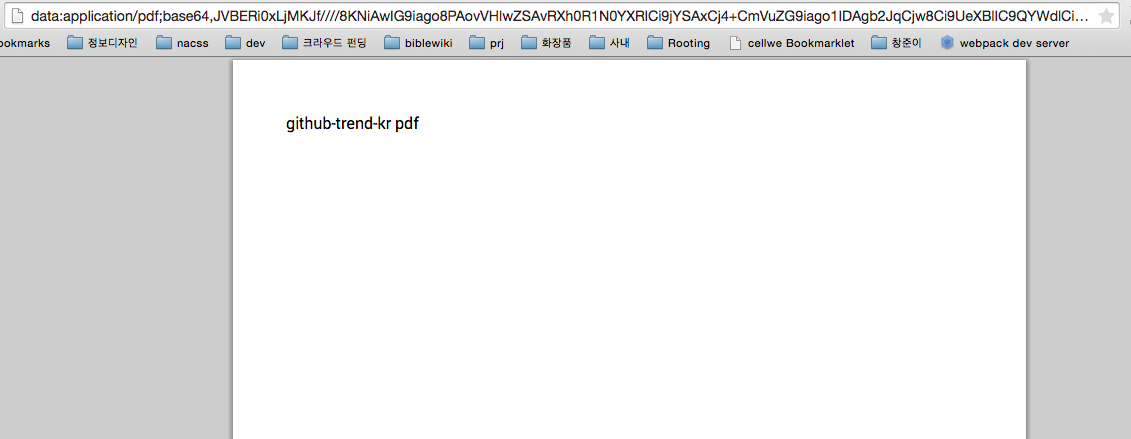 data:application/pdf;base64,JVBERi0xLjMKJf////8KNiAwIG9iago8PAovVHlwZSAvRXh0R1N0YXRlCi9jYSAxCj4+CmVuZG9iago1IDAgb2JqCjw8Ci9UeXBlIC9QYWdlCi...
ookmarks 정보디자인 nacss dev 크라우드 펀딩 biblewiki prj 화장품 사내 Rooting cellwe Bookmarklet 창준이 webpack dev server
github-trend-kr pdf